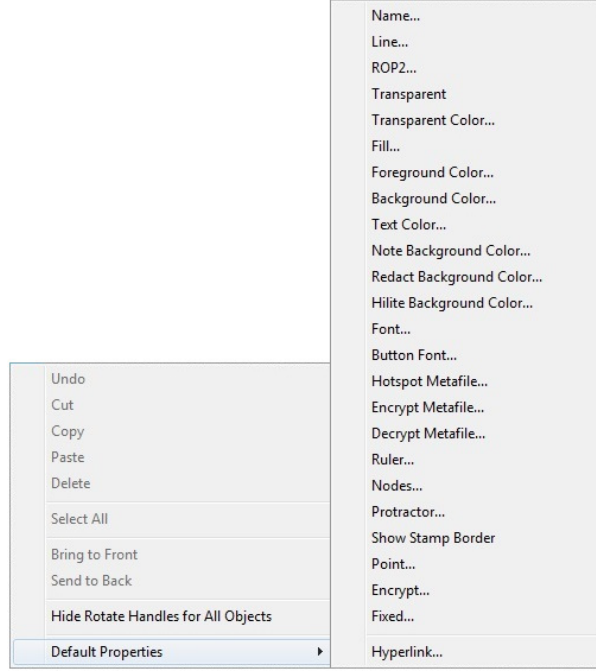 Undo
Cut
Copy
Paste
Delete
Select All
Bring to Front
Send to Back
Hide Rotate Handles for All Objects
Default Properties
Name...
Line...
ROP2...
Transparent
Transparent Color...
Fill...
Foreground Color...
Background Color...
Text Color...
Note Background Color...
Redact Background Color...
Hilite Background Color...
Font...
Button Font...
Hotspot Metafile...
Encrypt Metafile...
Decrypt Metafile...
Ruler...
Nodes...
Protractor...
Show Stamp Border
Point...
Encrypt...
Fixed...
Hyperlink...